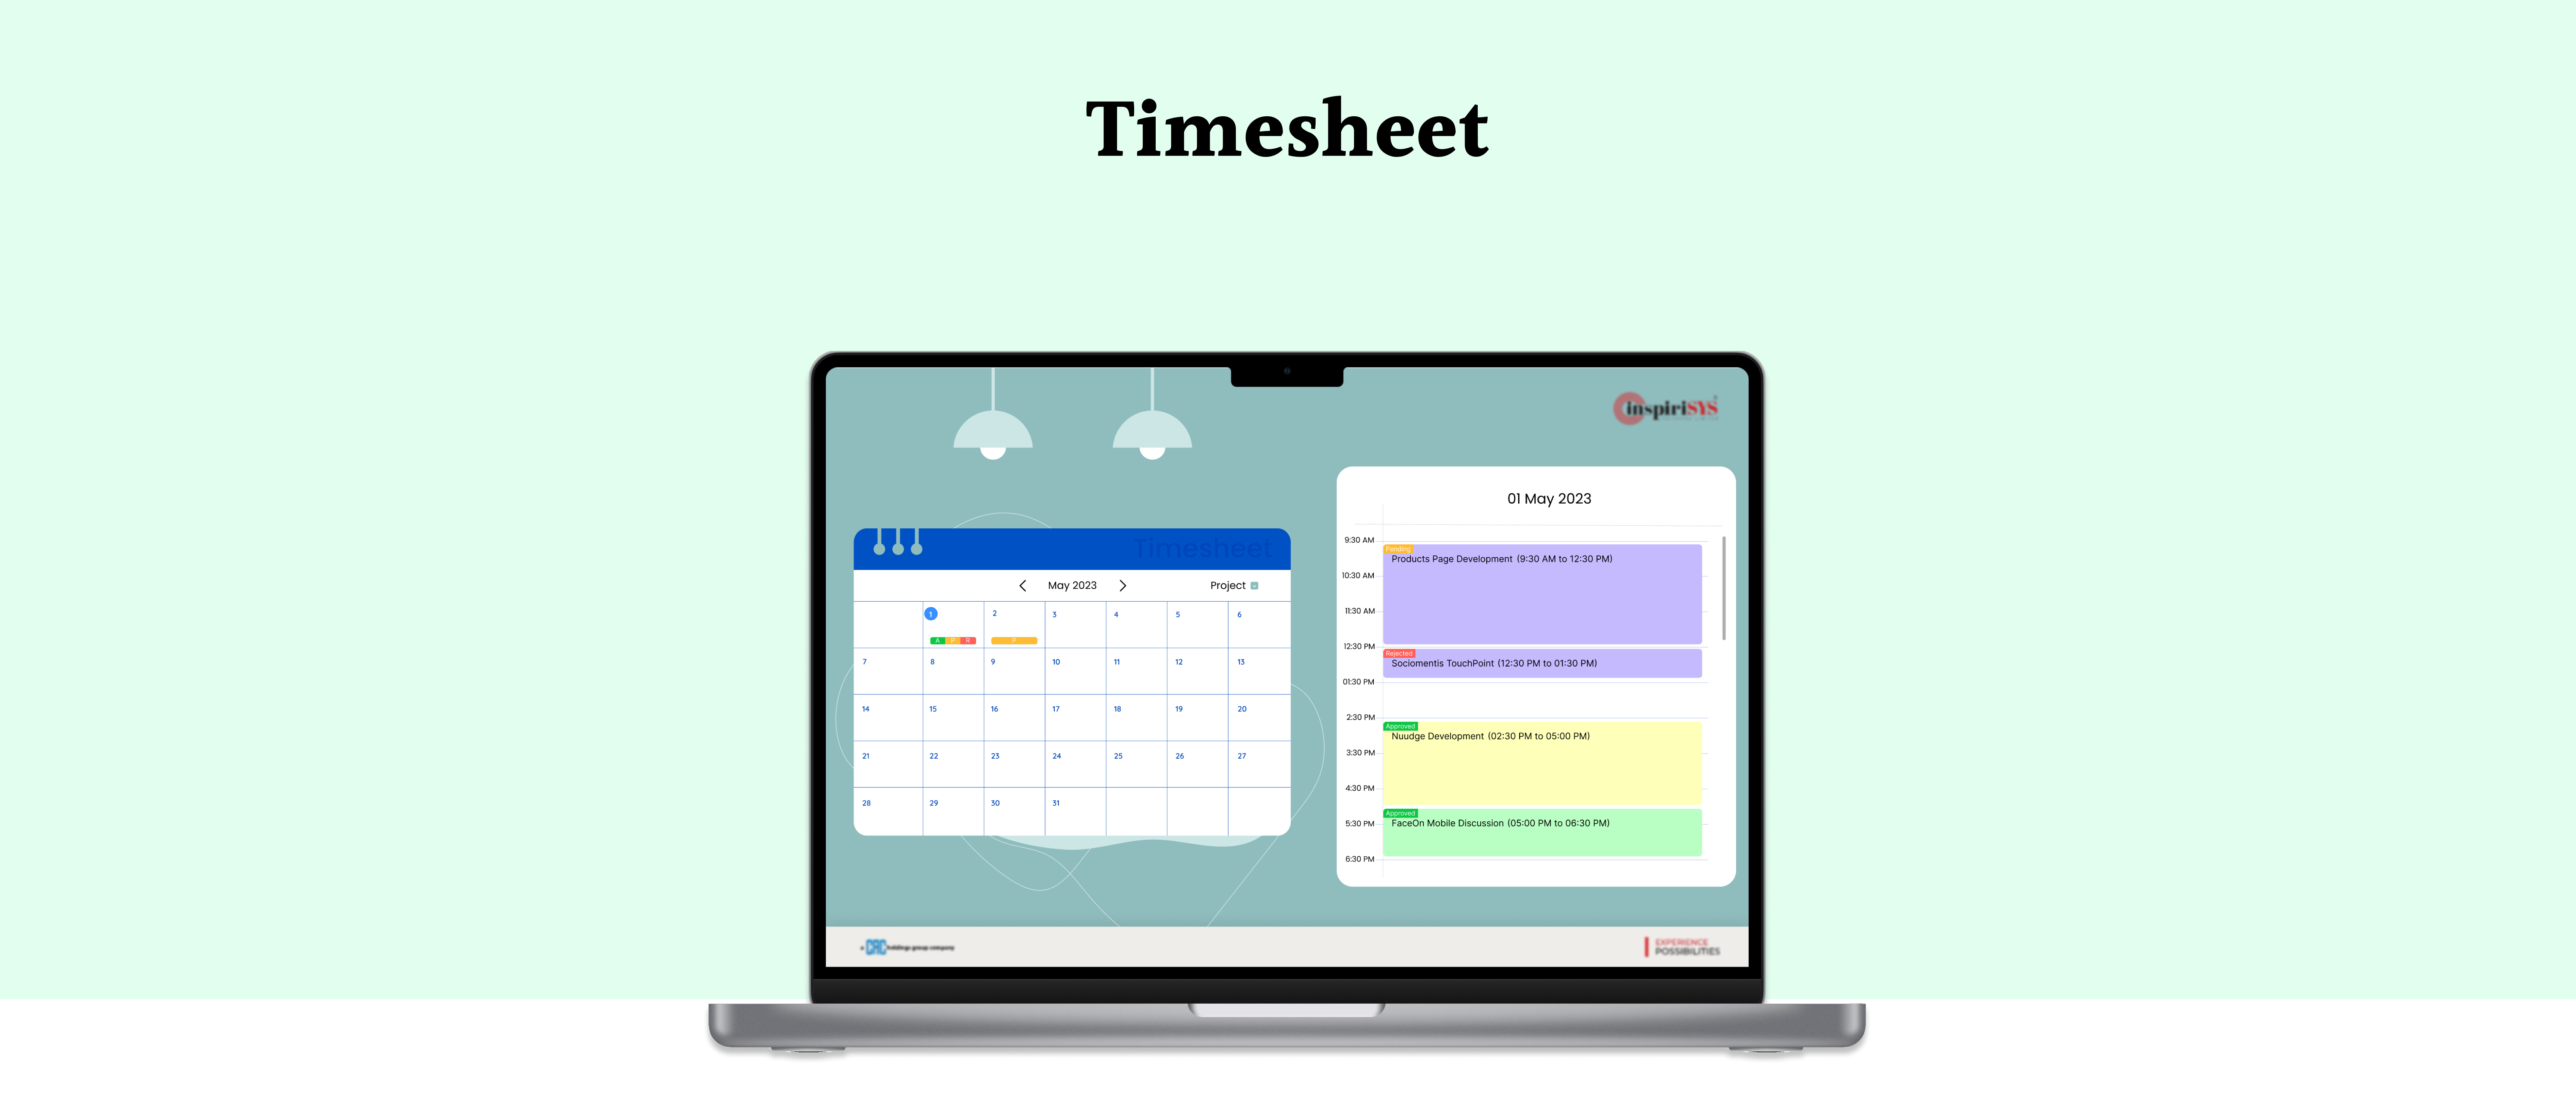 Timesheet
inspiriSYS
Timesheet
May 2023
Project
1
2
3
4
5
6
A
P
R
P
7
8
9
10
11
12
13
14
15
16
17
18
19
20
21
22
23
24
25
26
27
28
29
30
31
01 May 2023
9:30 AM
Pending
Products Page Development (9:30 AM to 12:30 PM)
10:30 AM
11:30 AM
12:30 PM
Rejected
Sociomentis TouchPoint (12:30 PM to 01:30 PM)
01:30 PM
2:30 PM
Approved
Nuudge Development (02:30 PM to 05:00 PM)
3:30 PM
4:30 PM
Approved
FaceOn Mobile Discussion (05:00 PM to 06:30 PM)
5:30 PM
6:30 PM
a CAC holdings group company
EXPERIENCE
POSSIBILITIES